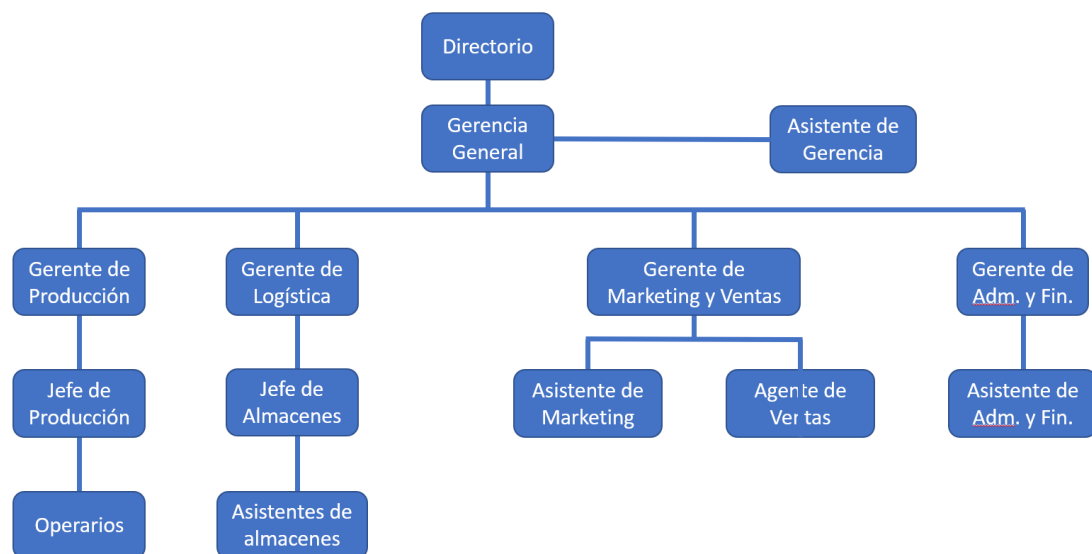 Directorio
Gerencia
General
Asistente de
Gerencia
Gerente de
Producción
Gerente de
Logística
Gerente de
Marketing y Ventas
Gerente de
Adm. y Fin.
Jefe de
Producción
Jefe de
Almacenes
Asistente de
Marketing
Agente de
Ventas
Asistente de
Adm. y Fin.
Operarios
Asistentes de
almacenes